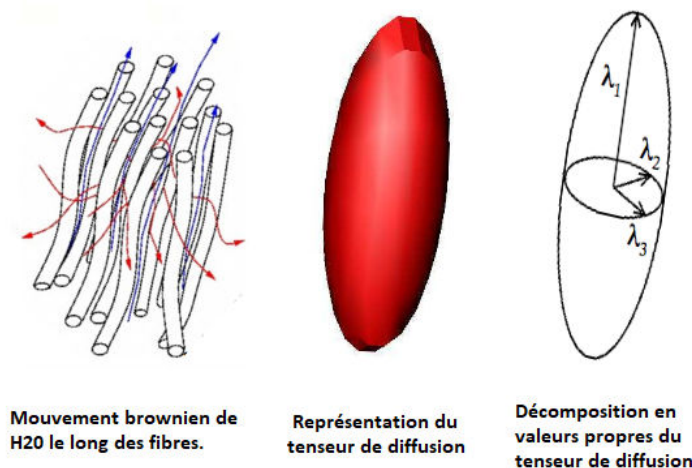 λ1
λ2
λ3
Mouvement brownien de
H20 le long des fibres.
Représentation du
tenseur de diffusion
Décomposition en
valeurs propres du
tenseur de diffusion